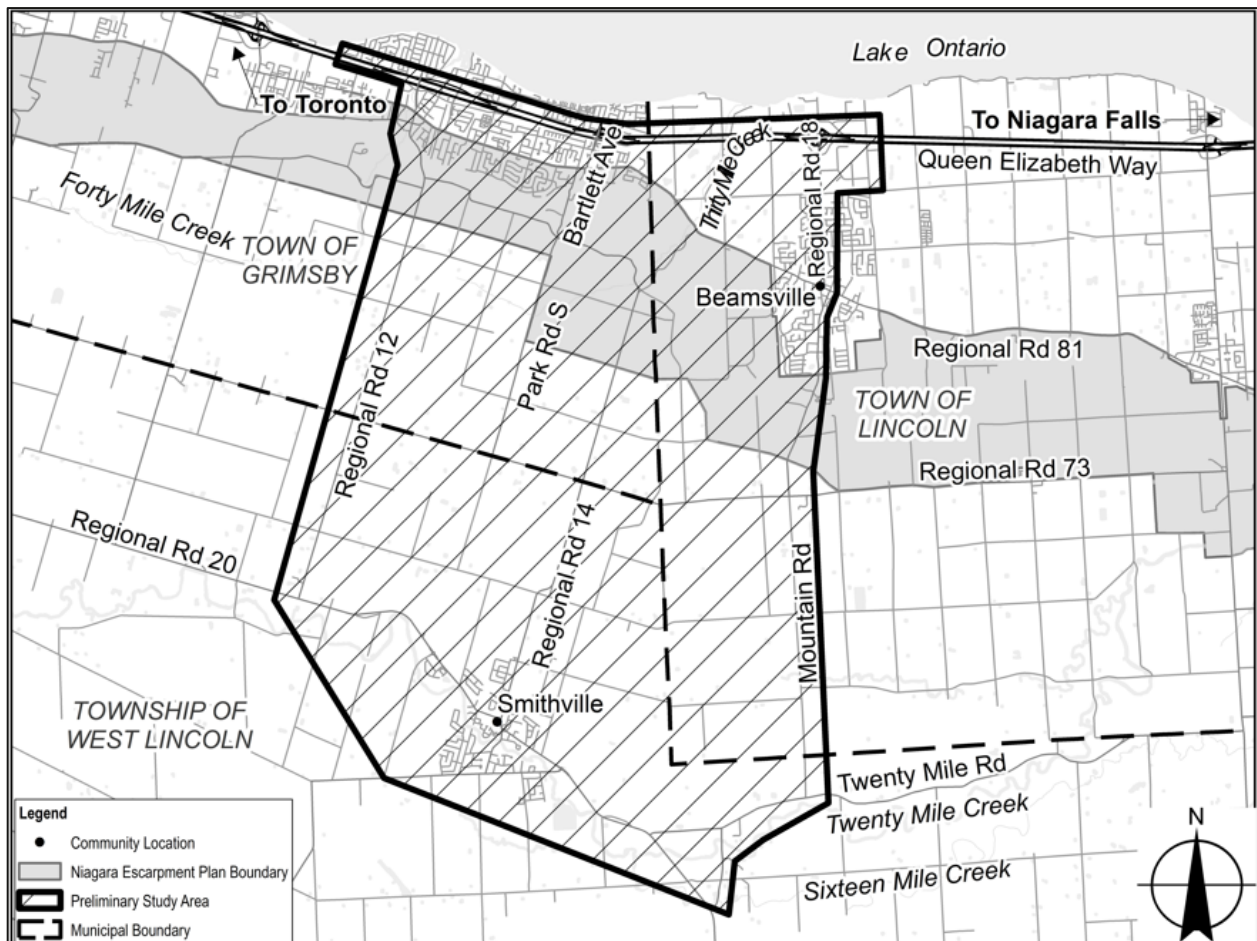 Lake Ontario
To Toronto
To Niagara Falls
Queen Elizabeth Way
Thirty Mile Creek
Regional Rd 18
Bartlett Ave
Forty Mile Creek
TOWN OF
GRIMSBY
Beamsville
Park Rd S
Regional Rd 12
Regional Rd 81
TOWN OF
LINCOLN
Regional Rd 73
Regional Rd 20
Regional Rd 14
Mountain Rd
Smithville
TOWNSHIP OF
WEST LINCOLN
Twenty Mile Rd
Twenty Mile Creek
Sixteen Mile Creek
Legend
Community Location
Niagara Escarpment Plan Boundary
Preliminary Study Area
Municipal Boundary
N